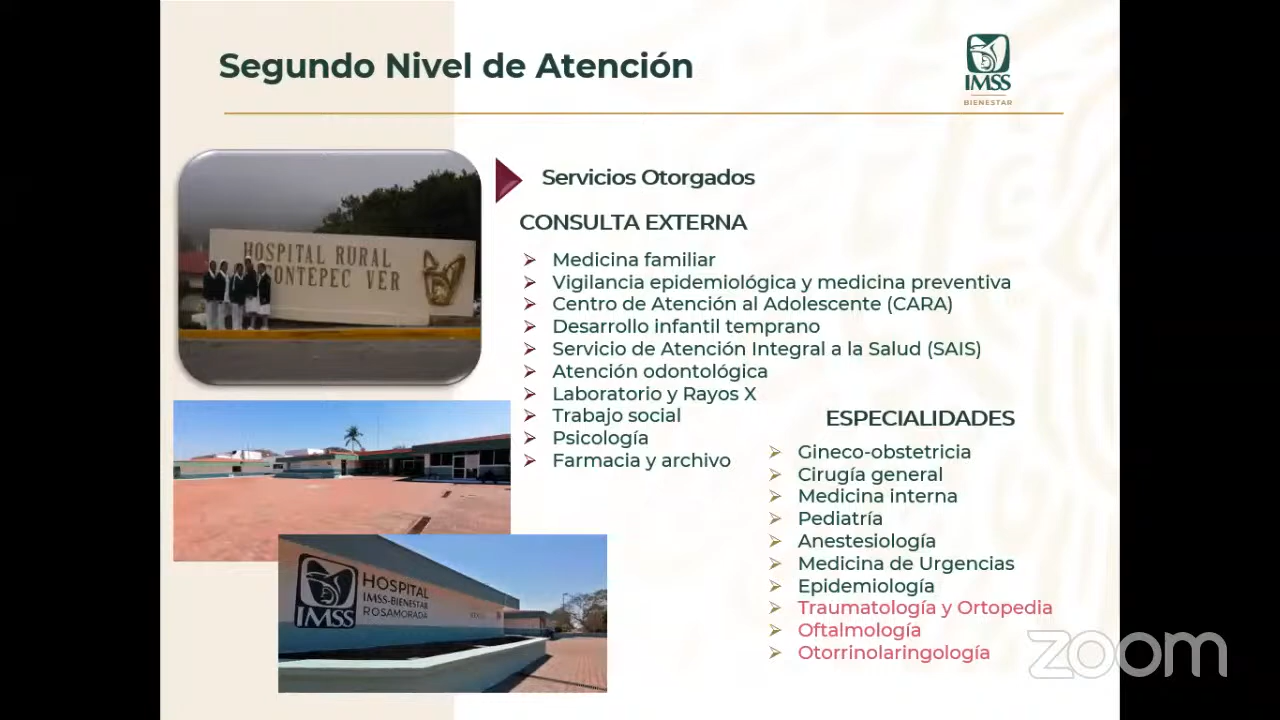 Segundo Nivel de Atención
IMSS
BIENESTAR
HOSPITAL RURAL
ONTEPEC VER
Servicios Otorgados
CONSULTA EXTERNA
Medicina familiar
Vigilancia epidemiológica y medicina preventiva
Centro de Atención al Adolescente (CARA)
Desarrollo infantil temprano
Servicio de Atención Integral a la Salud (SAIS)
Atención odontológica
Laboratorio y Rayos X
Trabajo social
Psicología
Farmacia y archivo
ESPECIALIDADES
Gineco-obstetricia
Cirugía general
Medicina interna
Pediatría
Anestesiología
Medicina de Urgencias
Epidemiología
Traumatología y Ortopedia
Oftalmología
Otorrinolaringología
IMSS
HOSPITAL
IMSS-BIENESTAR
ROSAMORADA
zoom